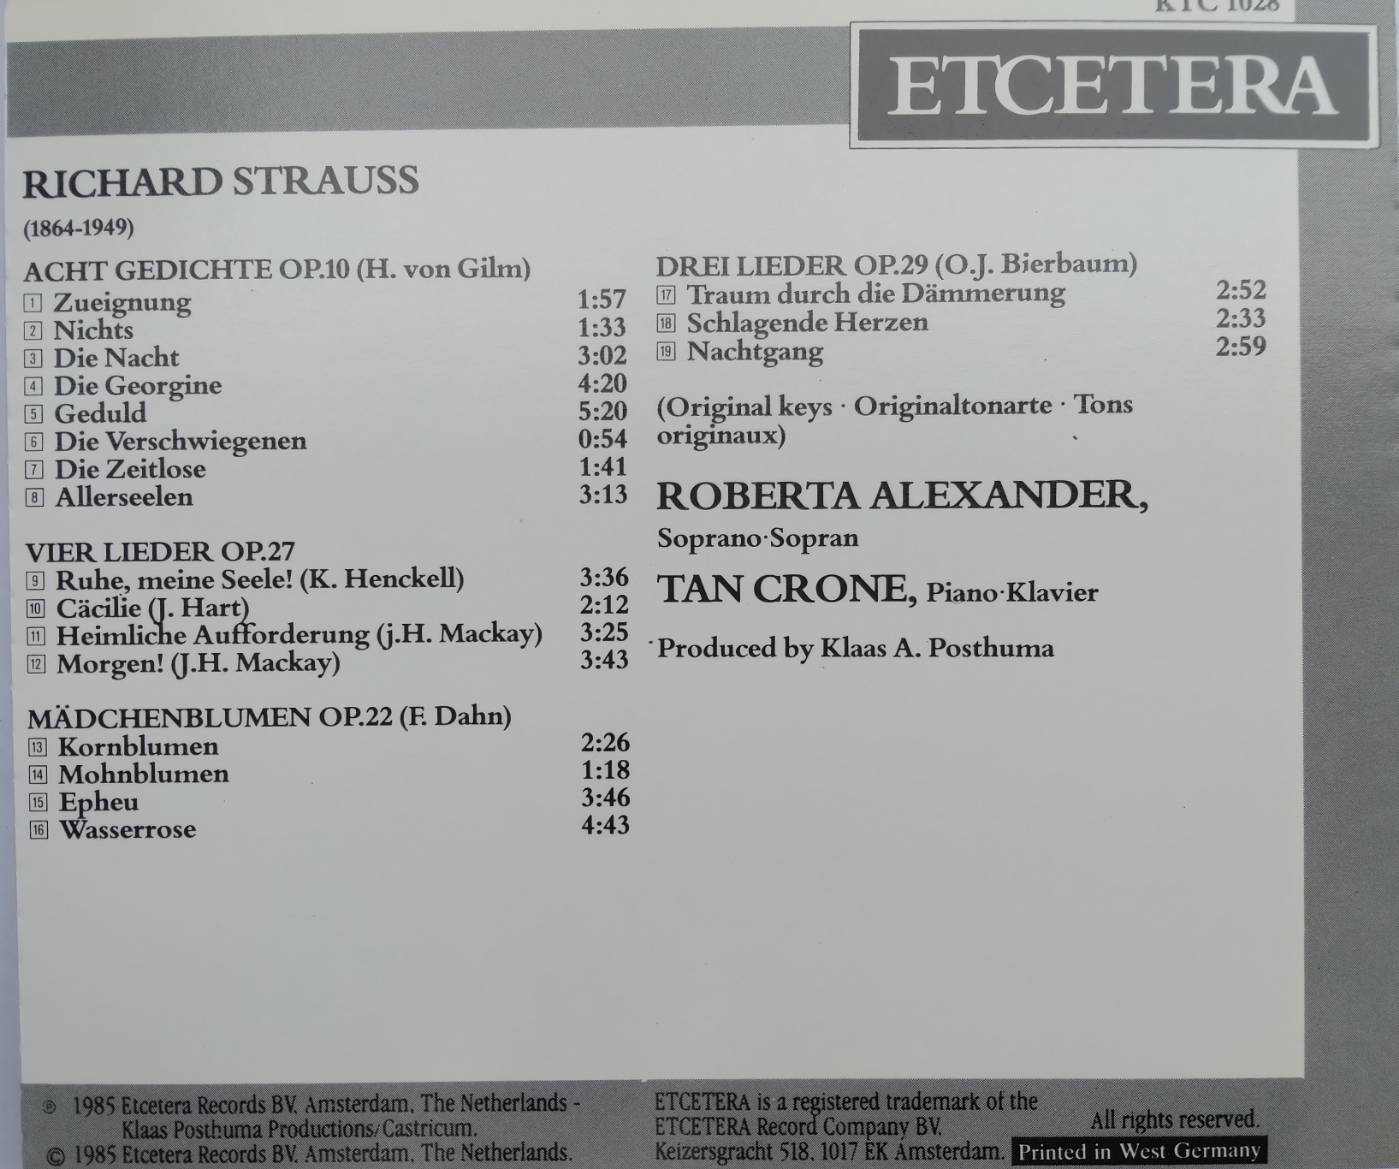 KTC 1028
ETCETERA
RICHARD STRAUSS
(1864-1949)
ACHT GEDICHTE OP.10 (H. von Gilm)
1 Zueignung 1:57
2 Nichts 1:33
3 Die Nacht 3:02
4 Die Georgine 4:20
5 Geduld 5:20
6 Die Verschwiegenen 0:54
7 Die Zeitlose 1:41
8 Allerseelen 3:13
VIER LIEDER OP.27
9 Ruhe, meine Seele! (K. Henckell) 3:36
10 Cäcilie (J. Hart) 2:12
11 Heimliche Aufforderung (j.H. Mackay) 3:25
12 Morgen! (J.H. Mackay) 3:43
MÄDCHENBLUMEN OP.22 (F. Dahn)
13 Kornblumen 2:26
14 Mohnblumen 1:18
15 Epheu 3:46
16 Wasserrose 4:43
DREI LIEDER OP.29 (O.J. Bierbaum)
17 Traum durch die Dämmerung 2:52
18 Schlagende Herzen 2:33
19 Nachtgang 2:59
(Original keys · Originaltonarte · Tons
originaux)
ROBERTA ALEXANDER,
Soprano·Sopran
TAN CRONE, Piano·Klavier
Produced by Klaas A. Posthuma
℗ 1985 Etcetera Records BV. Amsterdam, The Netherlands -
Klaas Posthuma Productions/Castricum.
© 1985 Etcetera Records BV. Amsterdam, The Netherlands.
ETCETERA is a registered trademark of the
ETCETERA Record Company BV,
Keizersgracht 518, 1017 EK Amsterdam.
All rights reserved.
Printed in West Germany